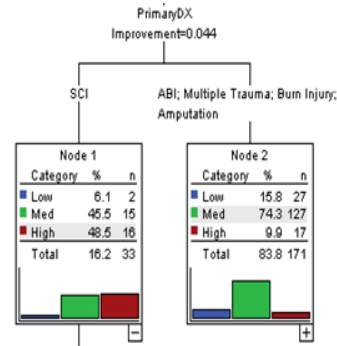 PrimaryDX
Improvement=0.044
SCI
ABI; Multiple Trauma; Burn Injury;
Amputation
Node 1
Category % n
Low 6.1 2
Med 45.5 15
High 48.5 16
Total 16.2 33
−
Node 2
Category % n
Low 15.8 27
Med 74.3 127
High 9.9 17
Total 83.8 171
+